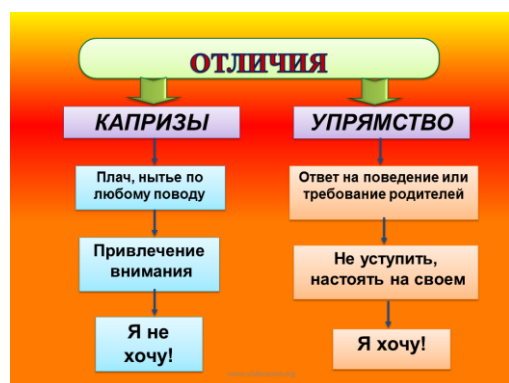 ОТЛИЧИЯ
КАПРИЗЫ
Плач, нытье по
любому поводу
Привлечение
внимания
Я не
хочу!
УПРЯМСТВО
Ответ на поведение или
требование родителей
Не уступить,
настоять на своем
Я хочу!